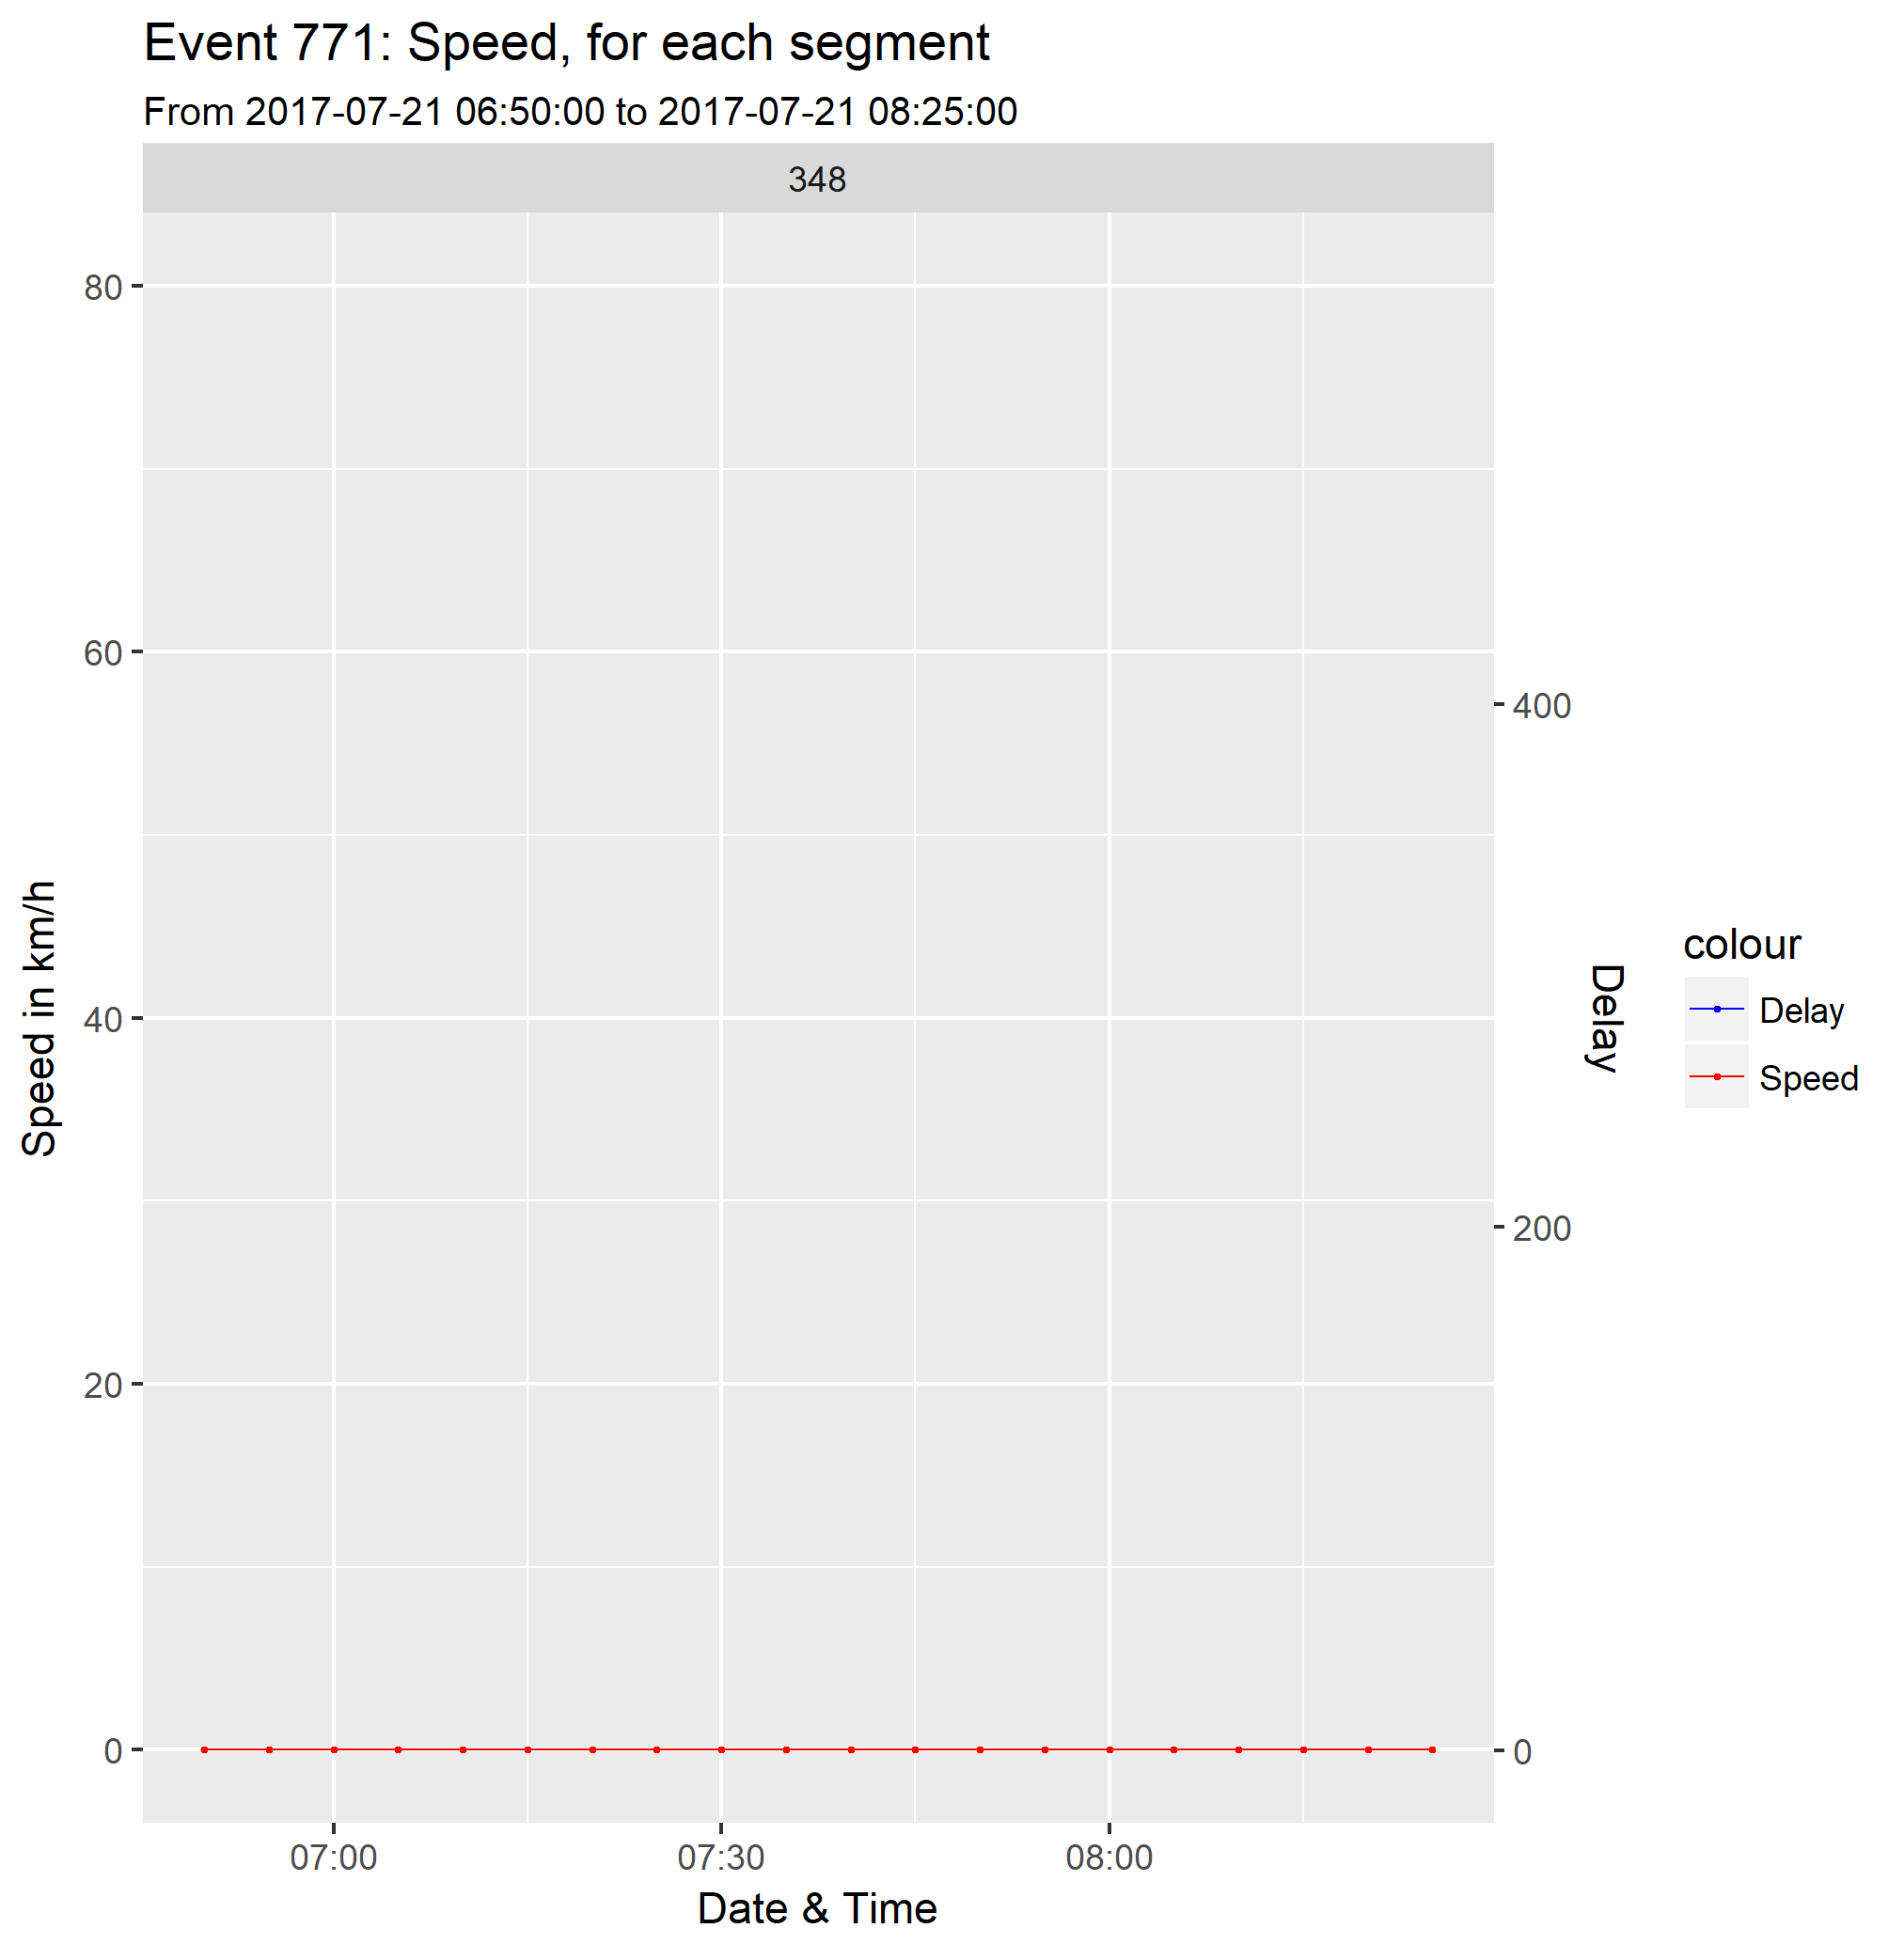 Event 771: Speed, for each segment
From 2017-07-21 06:50:00 to 2017-07-21 08:25:00
348
80
60
40
20
0
Speed in km/h
400
200
0
Delay
07:00 07:30 08:00
Date & Time
colour
Delay
Speed